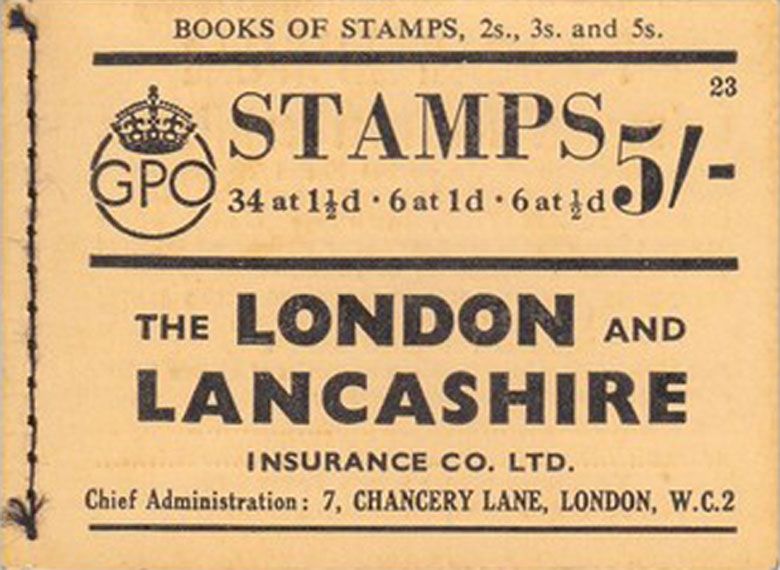 BOOKS OF STAMPS, 2s., 3s. and 5s.
23
STAMPS 5/-
GPO
34 at 1½d · 6 at 1d · 6 at ½d
THE LONDON AND
LANCASHIRE
INSURANCE CO. LTD.
Chief Administration: 7, CHANCERY LANE, LONDON, W.C.2